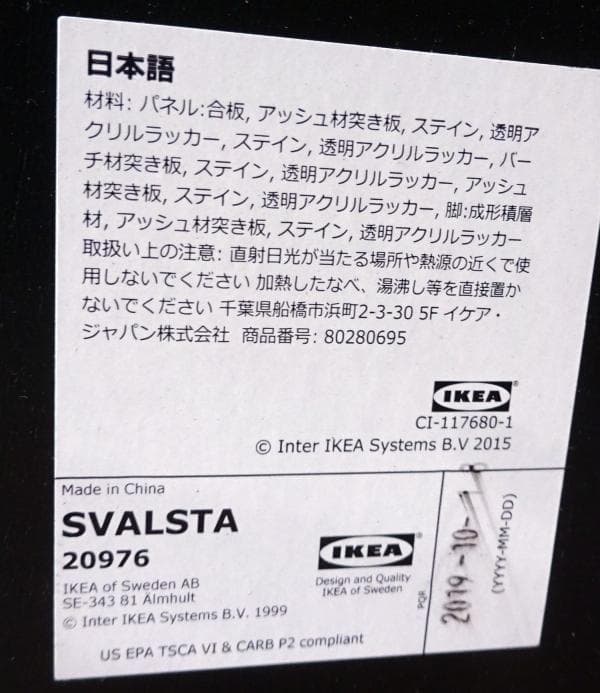 日本語
材料: パネル:合板, アッシュ材突き板, ステイン, 透明ア
クリルラッカー, ステイン, 透明アクリルラッカー, バー
チ材突き板, ステイン, 透明アクリルラッカー, アッシュ
材突き板, ステイン, 透明アクリルラッカー, 脚:成形積層
材, アッシュ材突き板, ステイン, 透明アクリルラッカー
取扱い上の注意: 直射日光が当たる場所や熱源の近くで使
用しないでください 加熱したなべ、湯沸し等を直接置か
ないでください 千葉県船橋市浜町2-3-30 5F イケア・
ジャパン株式会社 商品番号: 80280695
IKEA
CI-117680-1
© Inter IKEA Systems B.V 2015
Made in China
SVALSTA
20976
IKEA of Sweden AB
SE-343 81 Älmhult
© Inter IKEA Systems B.V. 1999
US EPA TSCA VI & CARB P2 compliant
IKEA
Design and Quality
IKEA of Sweden
2019-10-
(YYYY-MM-DD)